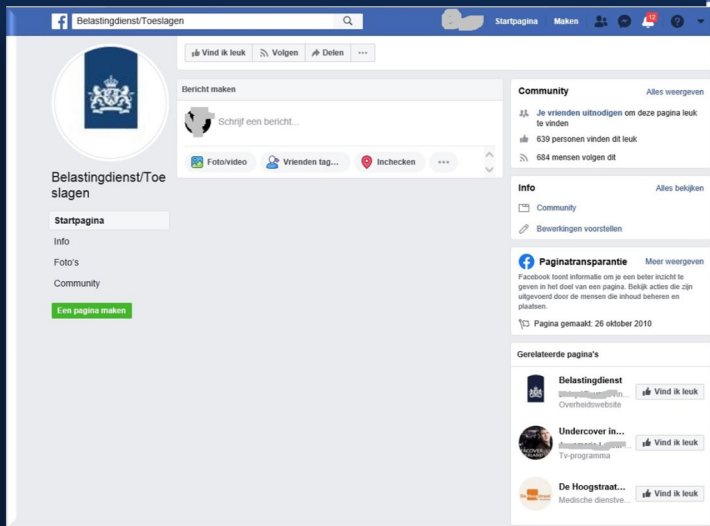 Belastingdienst/Toeslagen
Startpagina
Maken
12
Vind ik leuk
Volgen
Delen
Belastingdienst/Toe
slagen
Startpagina
Info
Foto's
Community
Een pagina maken
Bericht maken
Schrijf een bericht...
Foto/video
Vrienden tag...
Inchecken
Community
Alles weergeven
Je vrienden uitnodigen om deze pagina leuk
te vinden
639 personen vinden dit leuk
684 mensen volgen dit
Info
Alles bekijken
Community
Bewerkingen voorstellen
Paginatransparantie
Meer weergeven
Facebook toont informatie om je een beter inzicht te
geven in het doel van een pagina. Bekijk acties die zijn
uitgevoerd door de mensen die inhoud beheren en
plaatsen.
Pagina gemaakt: 26 oktober 2010
Gerelateerde pagina's
Belastingdienst
Vind ik leuk
Overheidswebsite
Undercover in...
Vind ik leuk
Tv-programma
De Hoogstraat...
Medische dienstve...
Vind ik leuk